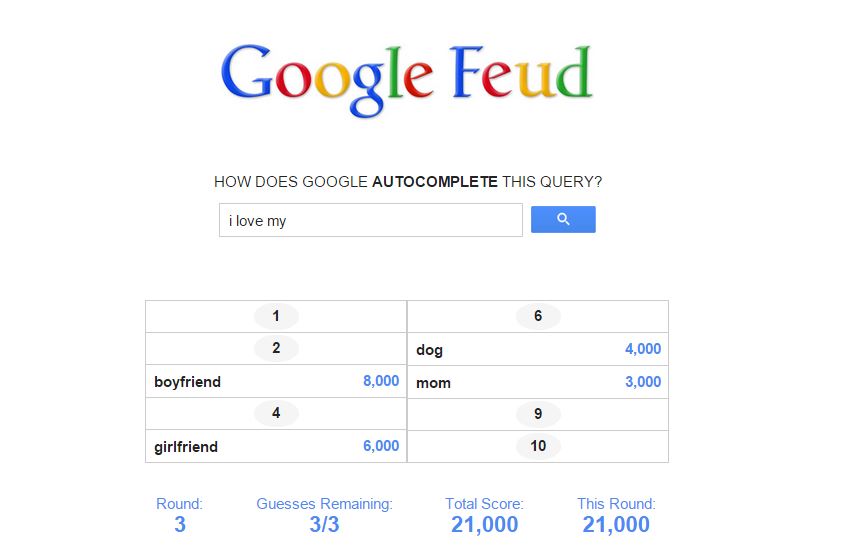 Google Feud
HOW DOES GOOGLE AUTOCOMPLETE THIS QUERY?
i love my
1
2
boyfriend 8,000
4
girlfriend 6,000
6
dog 4,000
mom 3,000
9
10
Round: Guesses Remaining: Total Score: This Round:
3 3/3 21,000 21,000